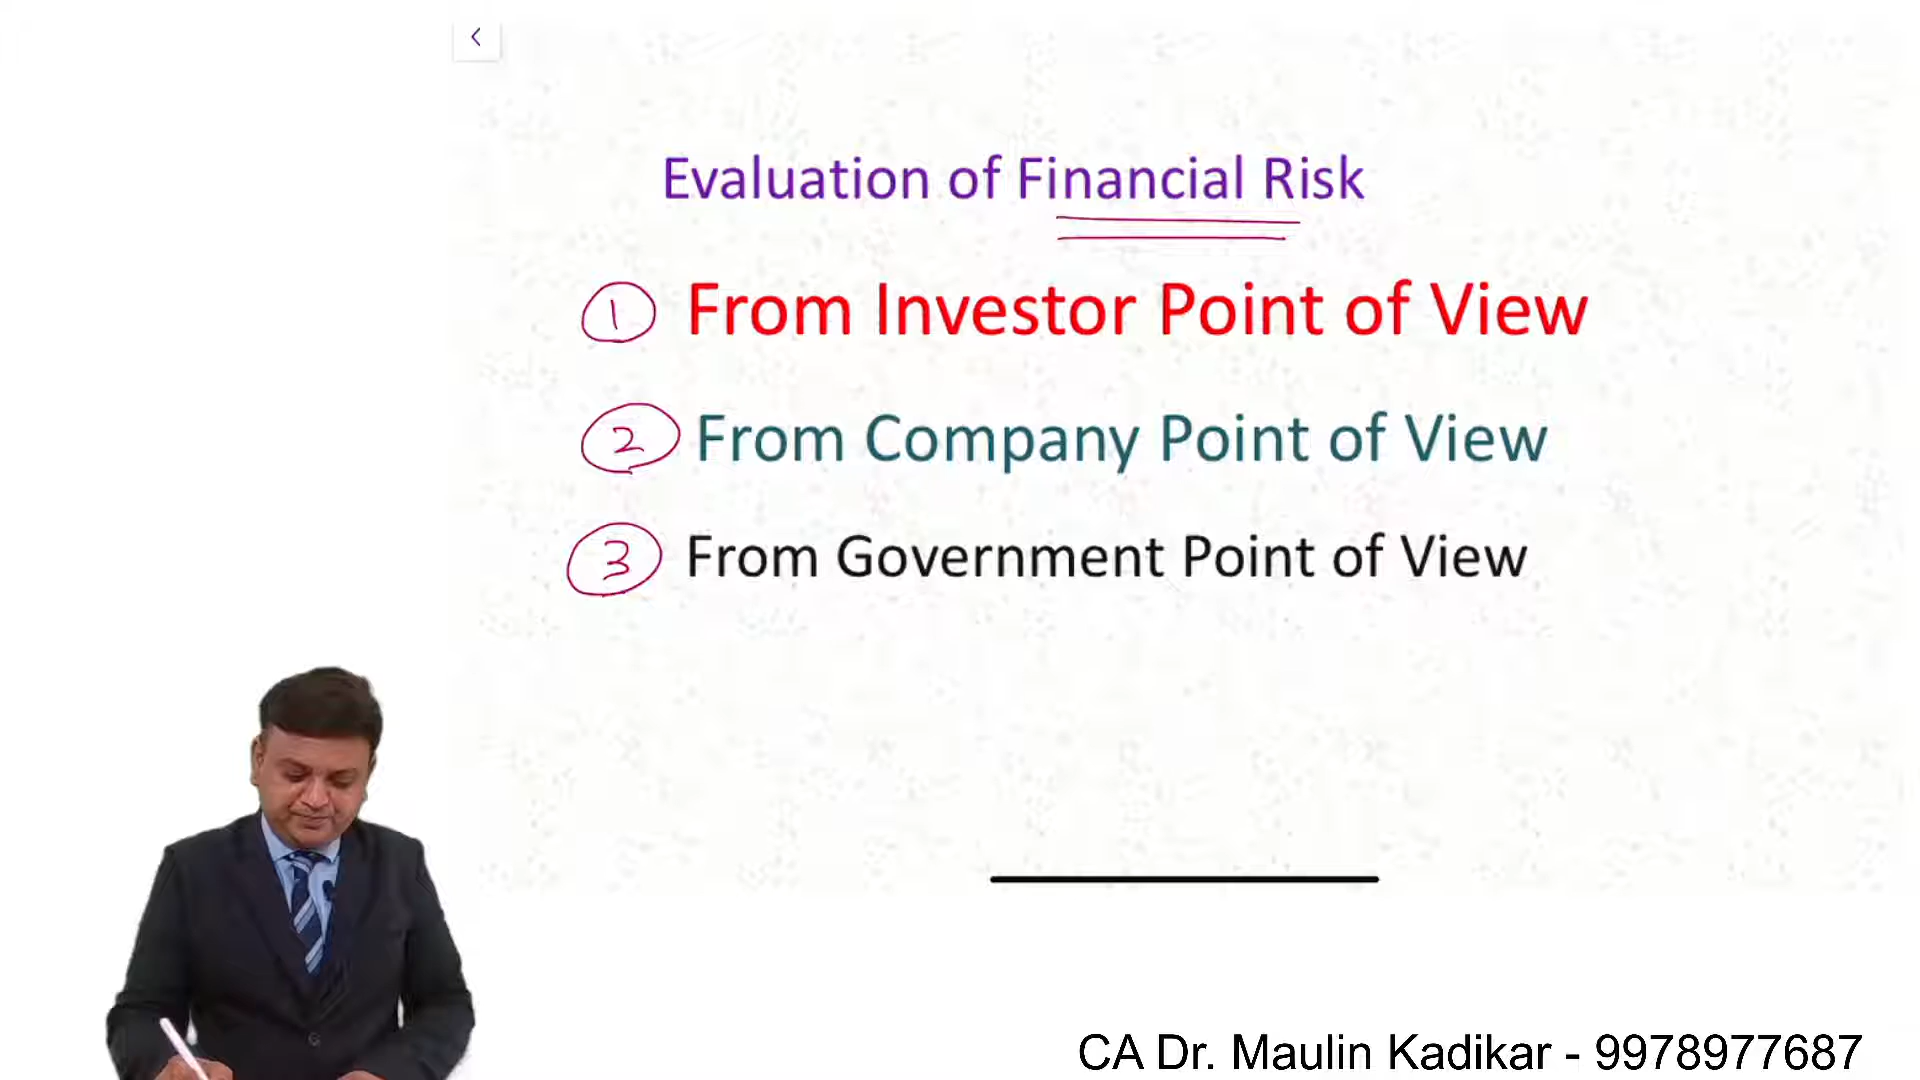 Evaluation of Financial Risk
1 From Investor Point of View
2 From Company Point of View
3 From Government Point of View
CA Dr. Maulin Kadikar - 9978977687